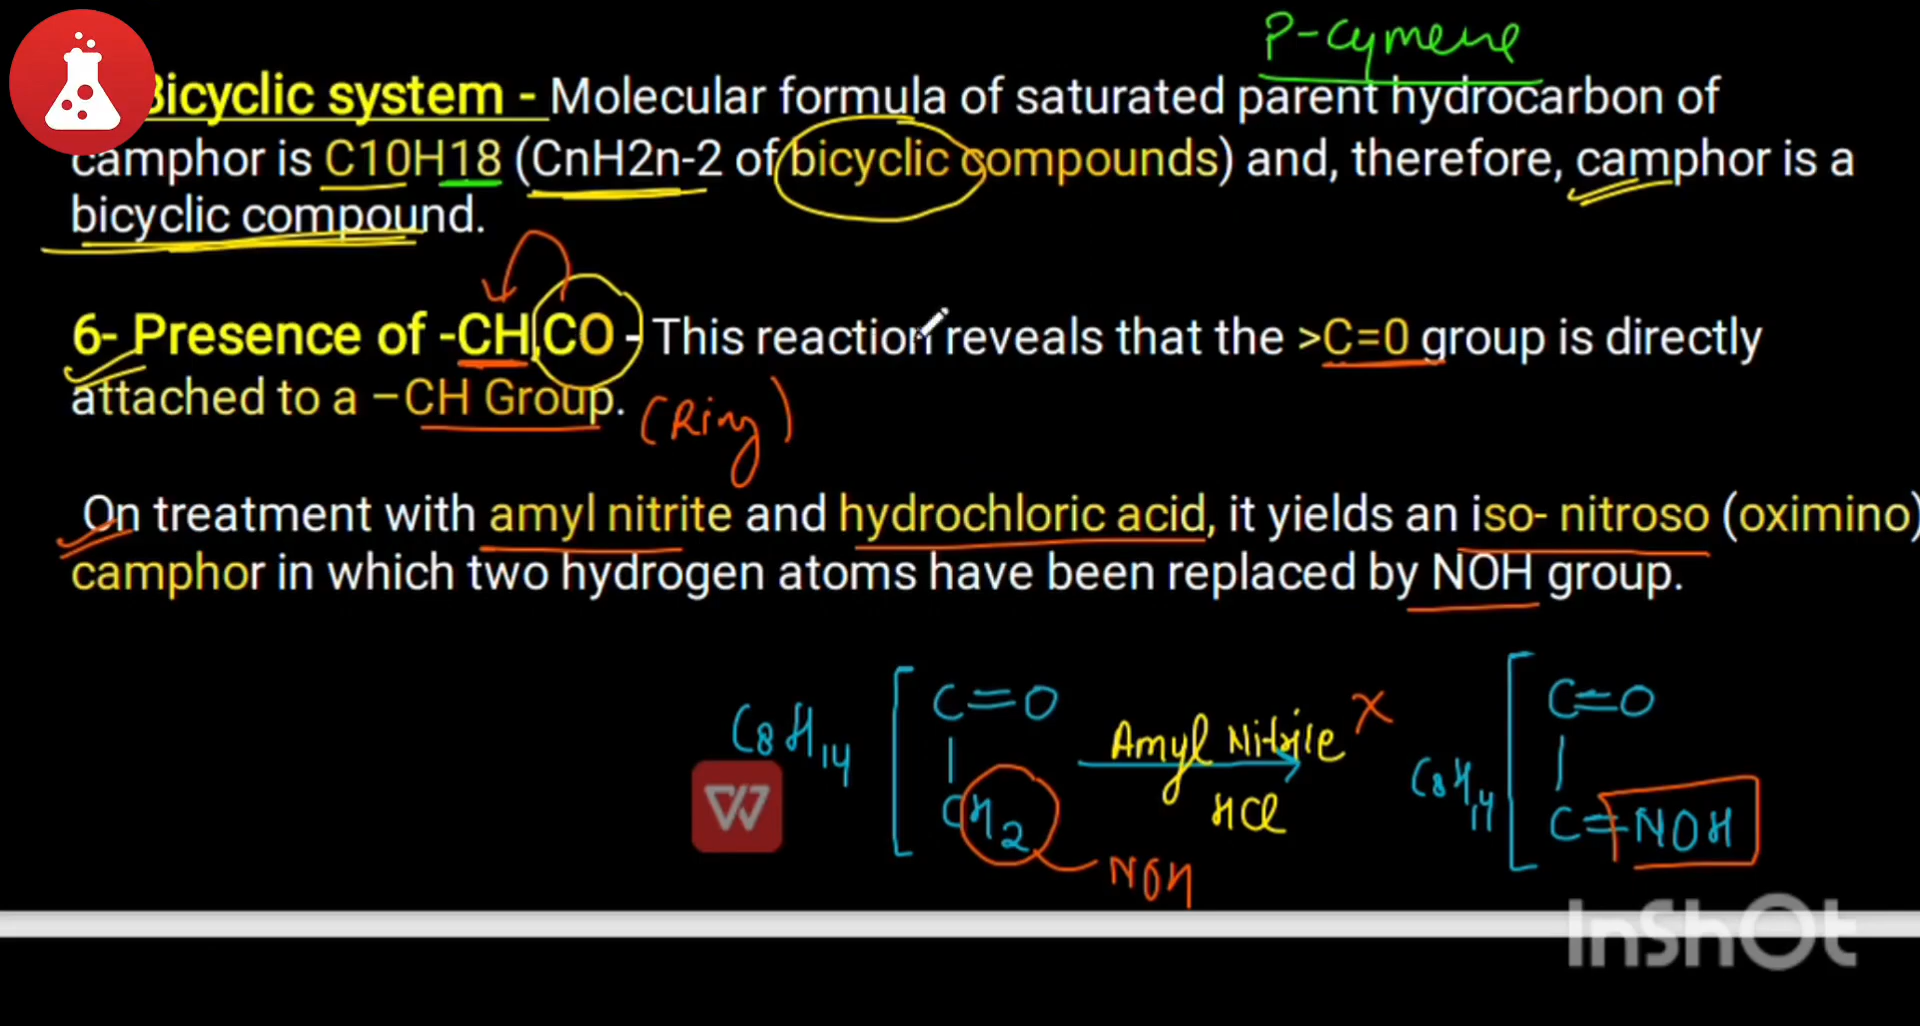 P-cymene
Bicyclic system - Molecular formula of saturated parent hydrocarbon of
camphor is C10H18 (CnH2n-2 of bicyclic compounds) and, therefore, camphor is a
bicyclic compound.
6- Presence of -CH,CO - This reaction reveals that the >C=0 group is directly
attached to a –CH Group. (Ring)
On treatment with amyl nitrite and hydrochloric acid, it yields an iso- nitroso (oximino)
camphor in which two hydrogen atoms have been replaced by NOH group.
C8H14 [ C=O Amyl Nitrile X C8H14 [ C=O
CH2 HCl C=NOH
NOH
W
InShOt